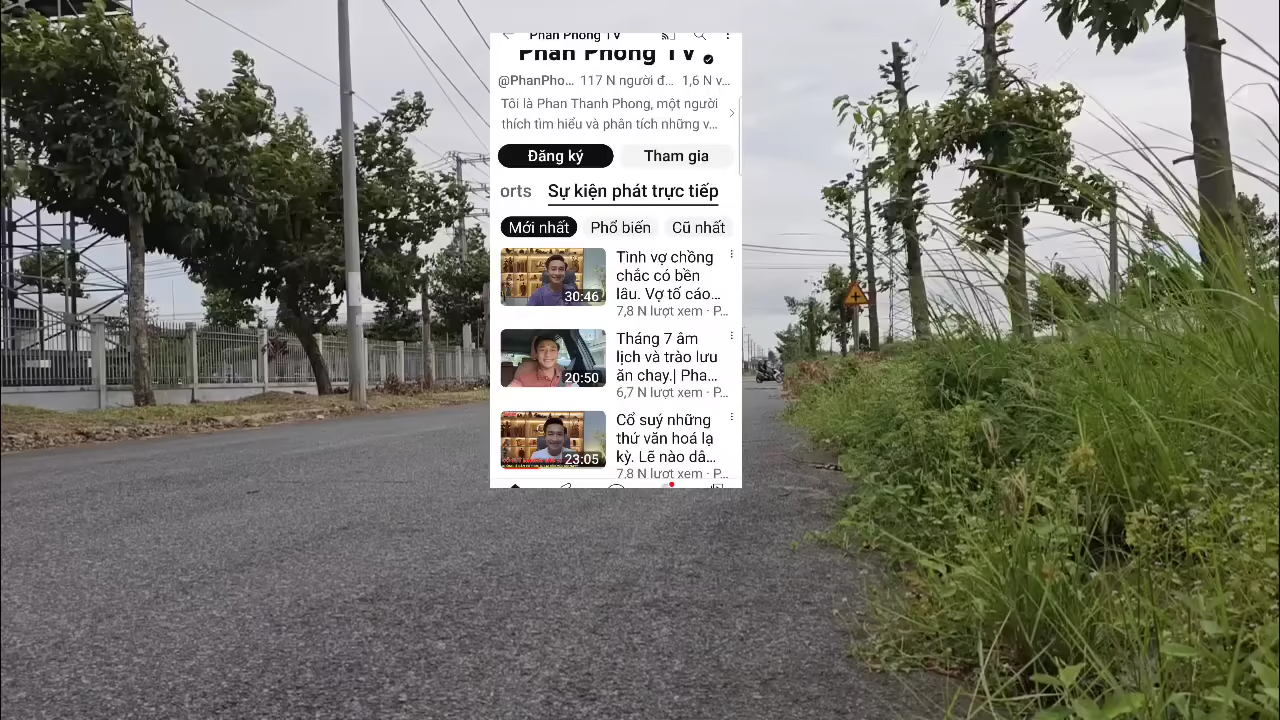 Phan Phong TV
Phan Phong TV
@PhanPho... 117 N người đ... 1,6 N v...
Tôi là Phan Thanh Phong, một người
thích tìm hiểu và phân tích những v...
Đăng ký Tham gia
orts Sự kiện phát trực tiếp
Mới nhất Phổ biến Cũ nhất
Tình vợ chồng
chắc có bền
lâu. Vợ tố cáo...
30:46
7,8 N lượt xem · P...
Tháng 7 âm
lịch và trào lưu
ăn chay.| Pha...
20:50
6,7 N lượt xem · P...
Cổ suý những
thứ văn hoá lạ
kỳ. Lẽ nào dâ...
23:05
7,8 N lượt xem · P...